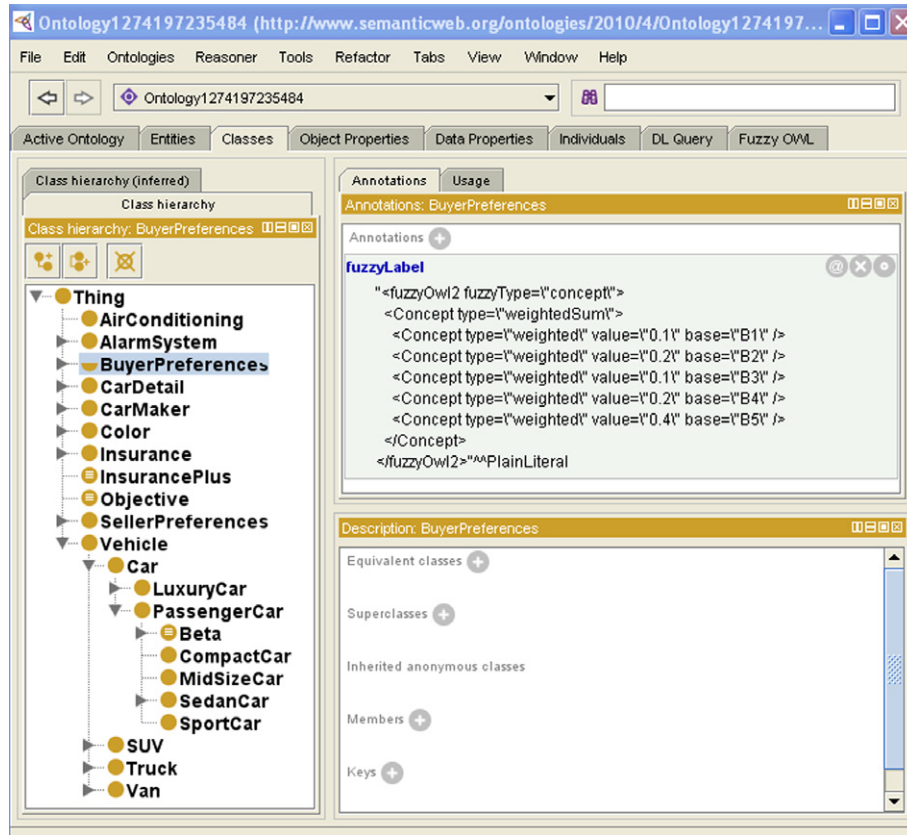 Ontology1274197235484 (http://www.semanticweb.org/ontologies/2010/4/Ontology1274197...
File Edit Ontologies Reasoner Tools Refactor Tabs View Window Help
Ontology1274197235484
Active Ontology Entities Classes Object Properties Data Properties Individuals DL Query Fuzzy OWL
Class hierarchy (inferred)
Class hierarchy
Class hierarchy: BuyerPreferences
Thing
AirConditioning
AlarmSystem
BuyerPreferences
CarDetail
CarMaker
Color
Insurance
InsurancePlus
Objective
SellerPreferences
Vehicle
Car
LuxuryCar
PassengerCar
Beta
CompactCar
MidSizeCar
SedanCar
SportCar
SUV
Truck
Van
Annotations Usage
Annotations: BuyerPreferences
Annotations
fuzzyLabel
"<fuzzyOwl2 fuzzyType=\"concept\">
<Concept type=\"weightedSum\">
<Concept type=\"weighted\" value=\"0.1\" base=\"B1\" />
<Concept type=\"weighted\" value=\"0.2\" base=\"B2\" />
<Concept type=\"weighted\" value=\"0.1\" base=\"B3\" />
<Concept type=\"weighted\" value=\"0.2\" base=\"B4\" />
<Concept type=\"weighted\" value=\"0.4\" base=\"B5\" />
</Concept>
</fuzzyOwl2>"^^PlainLiteral
Description: BuyerPreferences
Equivalent classes
Superclasses
Inherited anonymous classes
Members
Keys